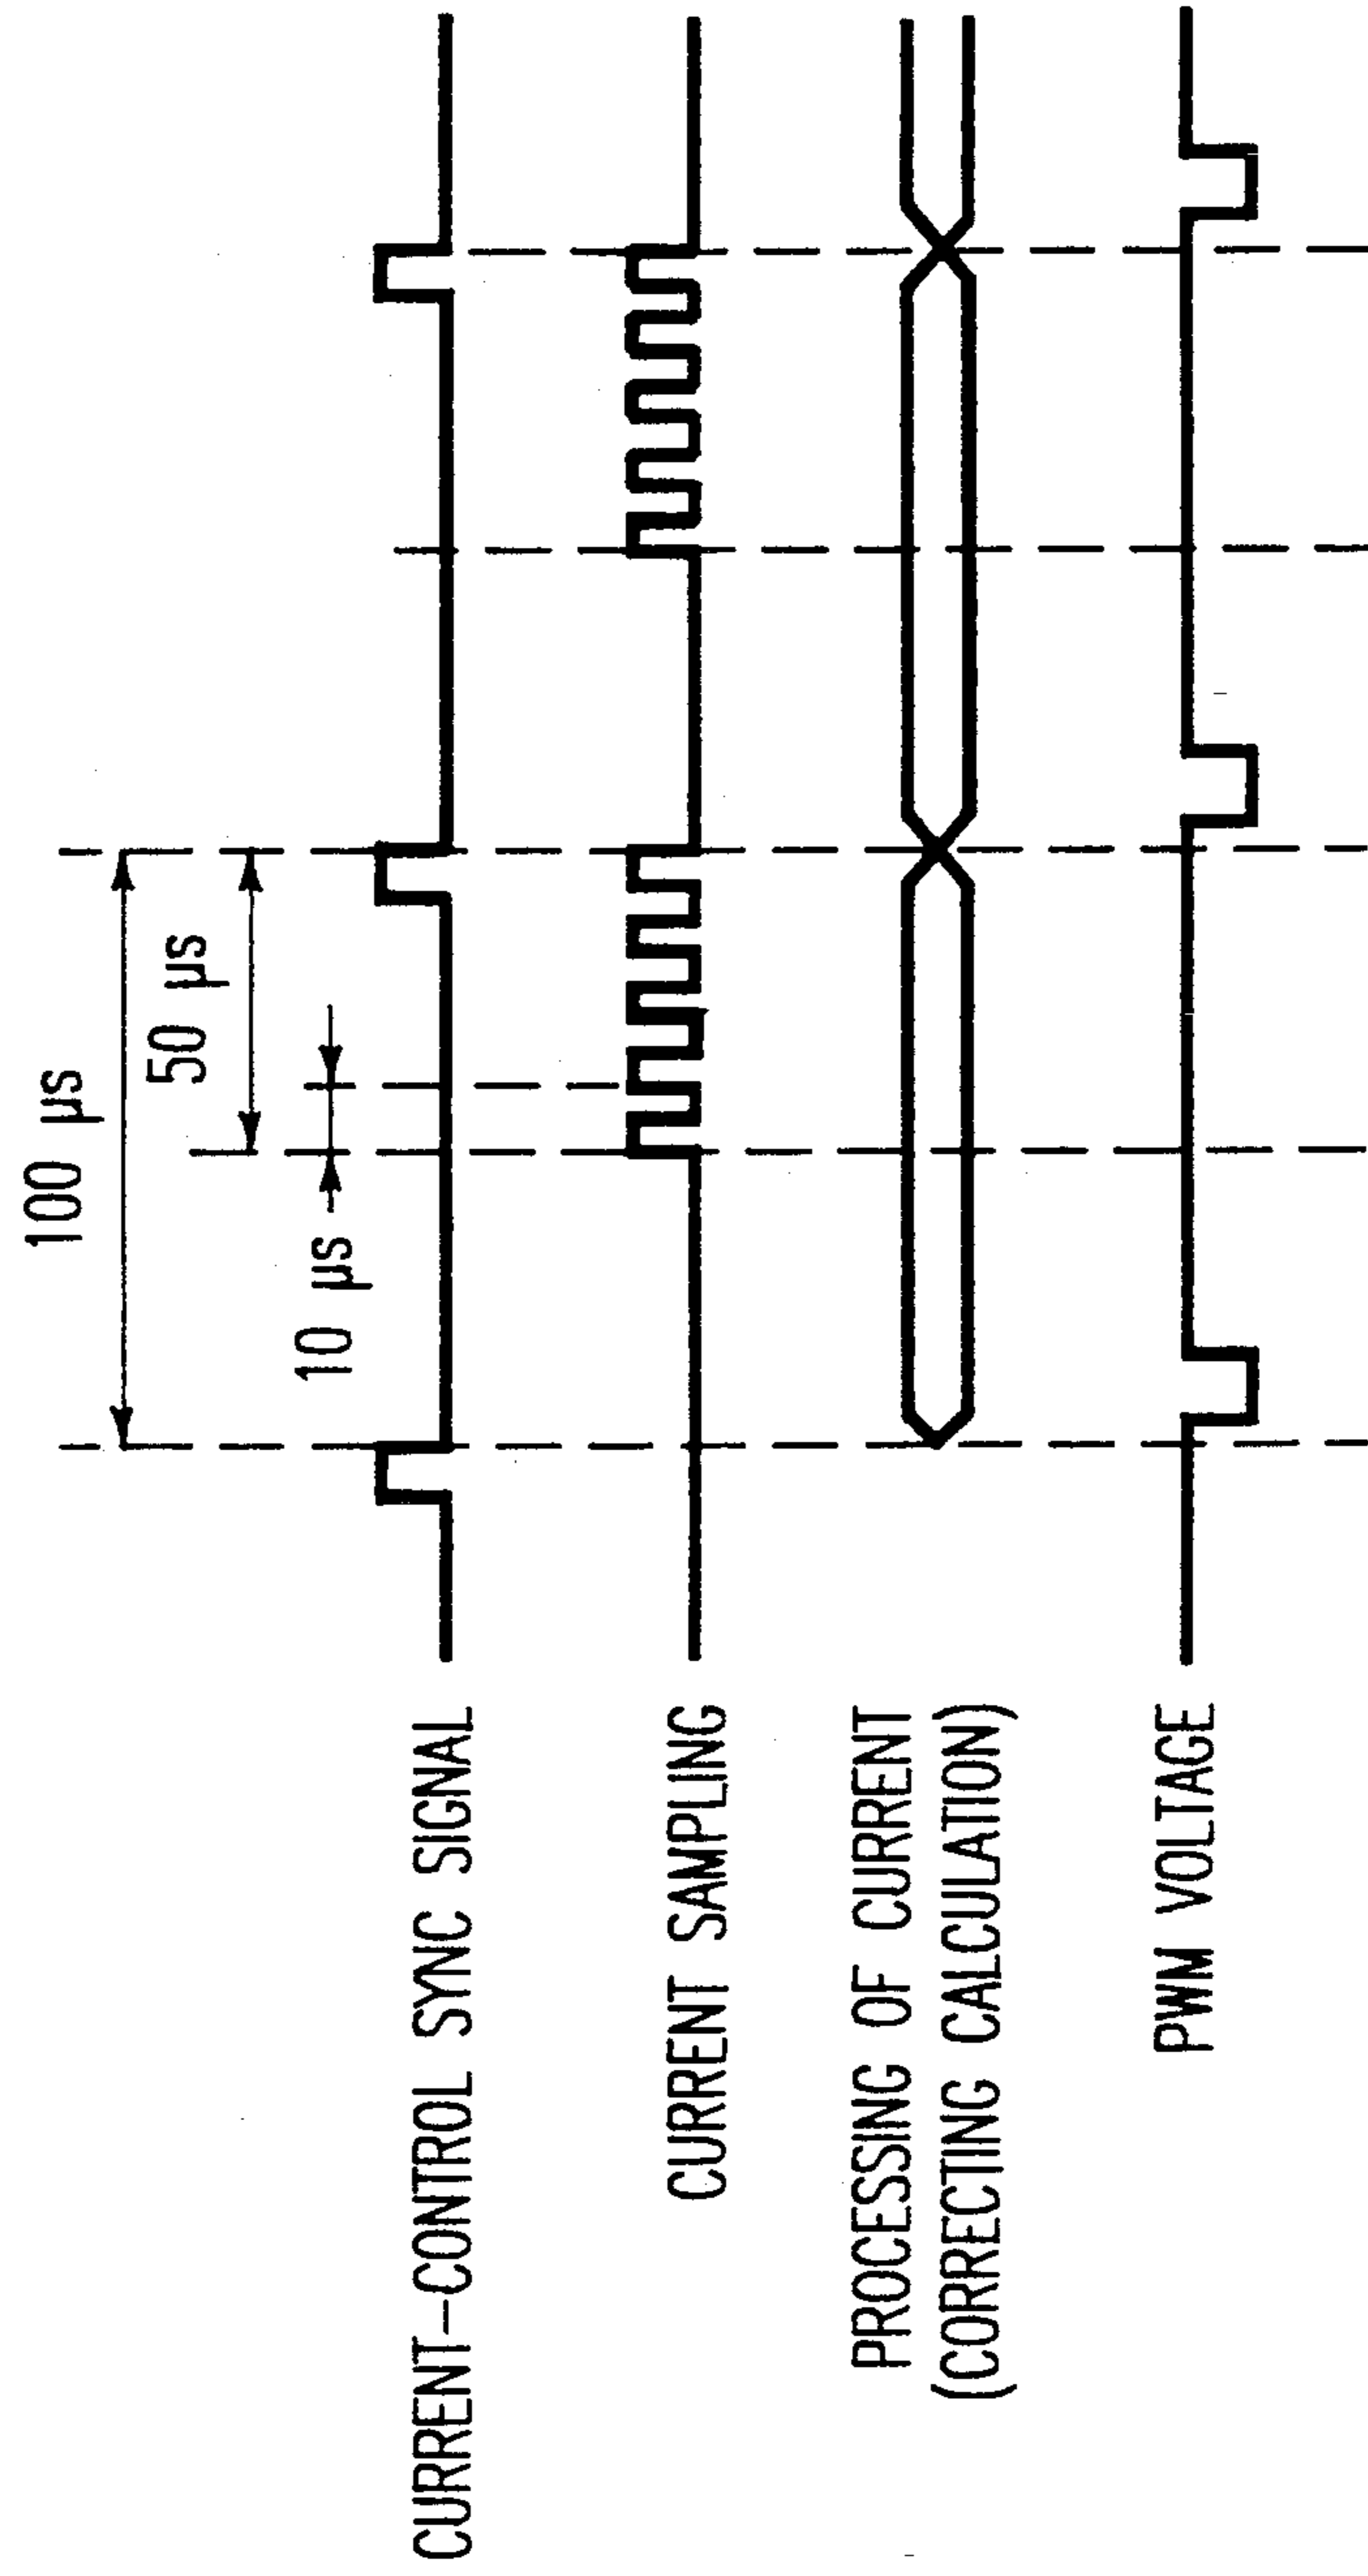 100 μs
50 μs
10 μs
CURRENT-CONTROL SYNC SIGNAL
CURRENT SAMPLING
PROCESSING OF CURRENT
(CORRECTING CALCULATION)
PWM VOLTAGE